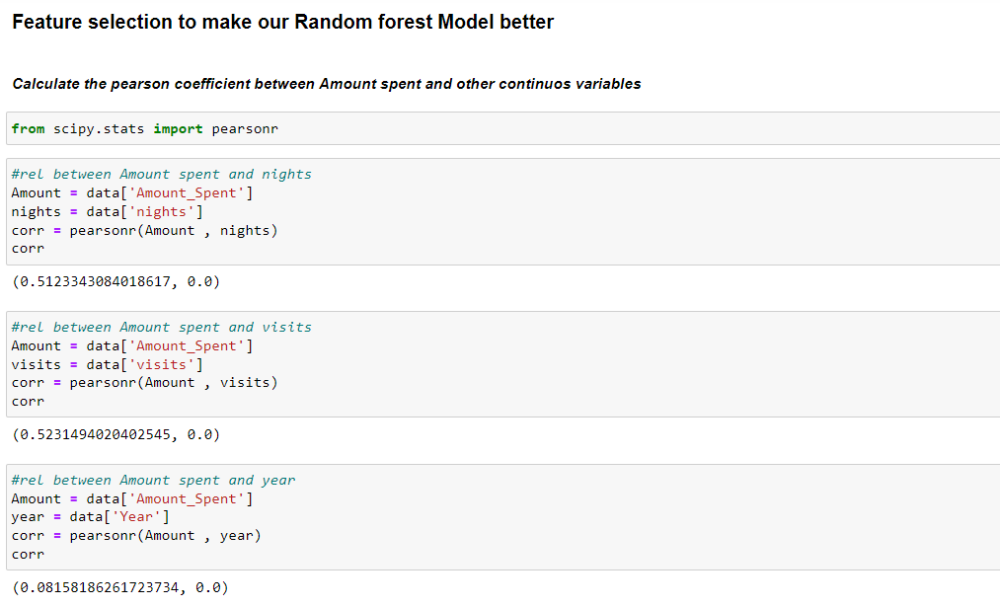 Feature selection to make our Random forest Model better
Calculate the pearson coefficient between Amount spent and other continuos variables
from scipy.stats import pearsonr
#rel between Amount spent and nights
Amount = data['Amount_Spent']
nights = data['nights']
corr = pearsonr(Amount , nights)
corr
(0.5123343084018617, 0.0)
#rel between Amount spent and visits
Amount = data['Amount_Spent']
visits = data['visits']
corr = pearsonr(Amount , visits)
corr
(0.5231494020402545, 0.0)
#rel between Amount spent and year
Amount = data['Amount_Spent']
year = data['Year']
corr = pearsonr(Amount , year)
corr
(0.08158186261723734, 0.0)